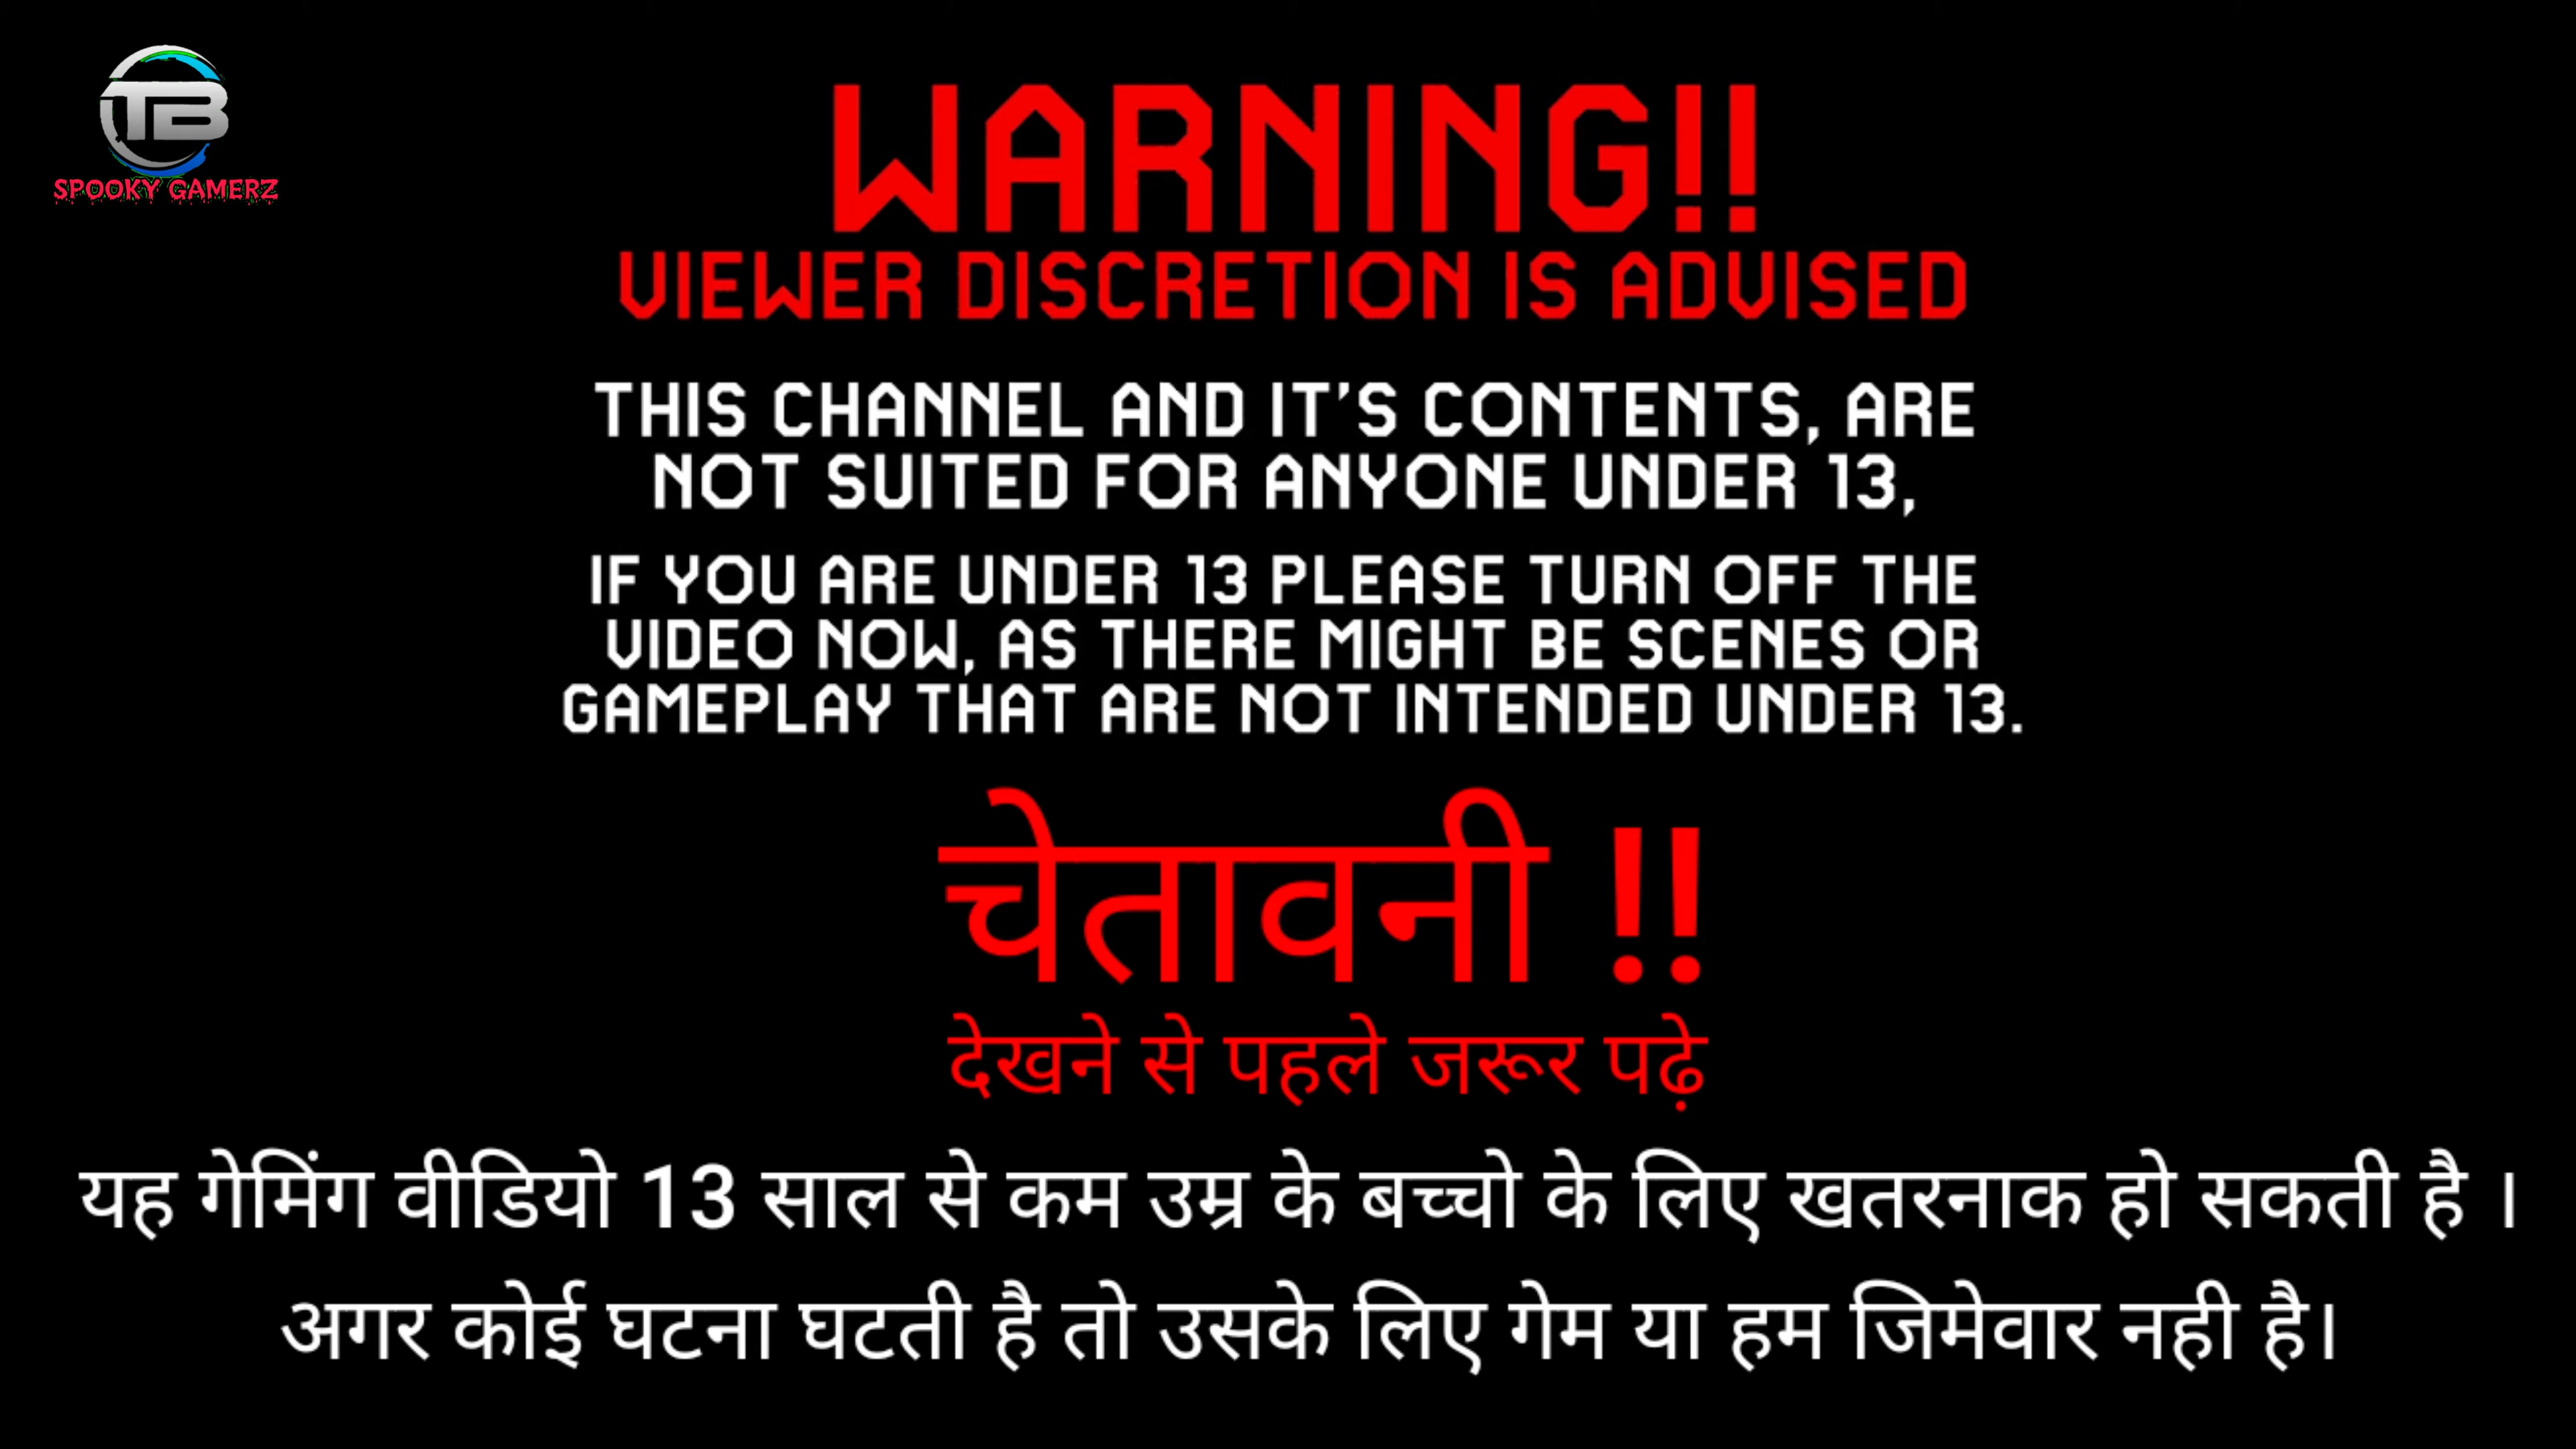 TB
SPOOKY GAMERZ
WARNING!!
VIEWER DISCRETION IS ADVISED
THIS CHANNEL AND IT'S CONTENTS, ARE
NOT SUITED FOR ANYONE UNDER 13,
IF YOU ARE UNDER 13 PLEASE TURN OFF THE
VIDEO NOW, AS THERE MIGHT BE SCENES OR
GAMEPLAY THAT ARE NOT INTENDED UNDER 13.
चेतावनी !!
देखने से पहले जरूर पढ़े
यह गेमिंग वीडियो 13 साल से कम उम्र के बच्चो के लिए खतरनाक हो सकती है ।
अगर कोई घटना घटती है तो उसके लिए गेम या हम जिमेवार नही है।